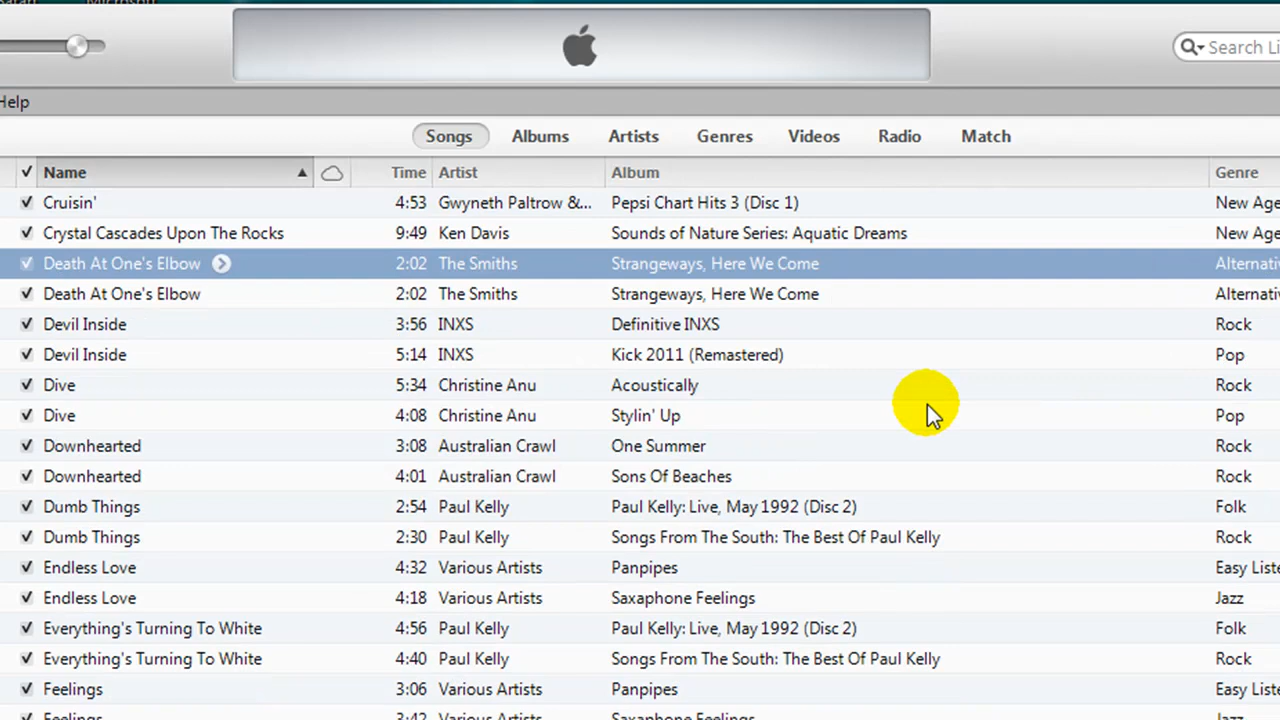 Search Li
Help
Songs Albums Artists Genres Videos Radio Match
Name Time Artist Album Genre
Cruisin' 4:53 Gwyneth Paltrow &... Pepsi Chart Hits 3 (Disc 1) New Age
Crystal Cascades Upon The Rocks 9:49 Ken Davis Sounds of Nature Series: Aquatic Dreams New Age
Death At One's Elbow 2:02 The Smiths Strangeways, Here We Come Alternati
Death At One's Elbow 2:02 The Smiths Strangeways, Here We Come Alternati
Devil Inside 3:56 INXS Definitive INXS Rock
Devil Inside 5:14 INXS Kick 2011 (Remastered) Pop
Dive 5:34 Christine Anu Acoustically Rock
Dive 4:08 Christine Anu Stylin' Up Pop
Downhearted 3:08 Australian Crawl One Summer Rock
Downhearted 4:01 Australian Crawl Sons Of Beaches Rock
Dumb Things 2:54 Paul Kelly Paul Kelly: Live, May 1992 (Disc 2) Folk
Dumb Things 2:30 Paul Kelly Songs From The South: The Best Of Paul Kelly Rock
Endless Love 4:32 Various Artists Panpipes Easy Liste
Endless Love 4:18 Various Artists Saxaphone Feelings Jazz
Everything's Turning To White 4:56 Paul Kelly Paul Kelly: Live, May 1992 (Disc 2) Folk
Everything's Turning To White 4:40 Paul Kelly Songs From The South: The Best Of Paul Kelly Rock
Feelings 3:06 Various Artists Panpipes Easy Liste
Feelings 3:42 Various Artists Saxaphone Feelings Jazz